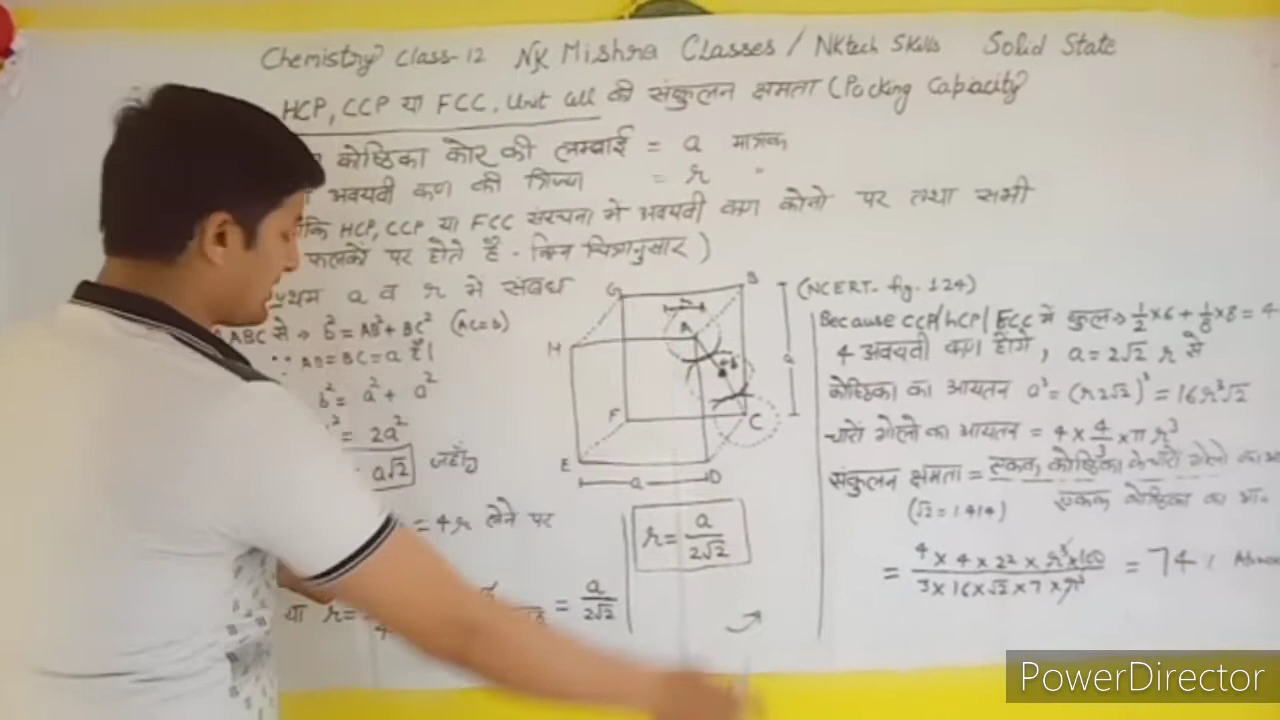 Chemistry Class-12 NK Mishra Classes / NKtech Skills Solid State
HCP, CCP या FCC, Unit Cell की संकुलन क्षमता (Packing Capacity
कोष्ठिका कोर की लम्बाई = a मात्रक
अवयवी कण की त्रिज्या = r "
कि HCP, CCP या FCC संरचना में अवयवी कण कोनो पर तथा सभी
फलकों पर होते है - निम्न चित्रानुसार )
a व r में संबंध
ABC से → b² = AB² + BC² (AC=b)
∵ AB = BC = a है।
b² = a² + a²
² = 2a²
a√2 जहाँ
= 4r लेने पर
या r =
= a/2√2
G B
A
H
F C
E D
a
a
r = a/2√2
(NCERT- fig- 1.24)
Because CCP/HCP/FCC में कुल → 1/2×6 + 1/8×8 = 4
4 अवयवी कण होंगे, a = 2√2 r से
कोष्ठिका का आयतन a³ = (r2√2)³ = 16r³√2
चारों गोलो का आयतन = 4 × 4/3 × π r³
संकुलन क्षमता = एकक कोष्ठिका के चारों गोलो का
एकक कोष्ठिका का आ॰
(√2 = 1.414)
= 4 × 4 × 22 × r³ × 100 / 3 × 16 × √2 × 7 × r³ = 74%
PowerDirector